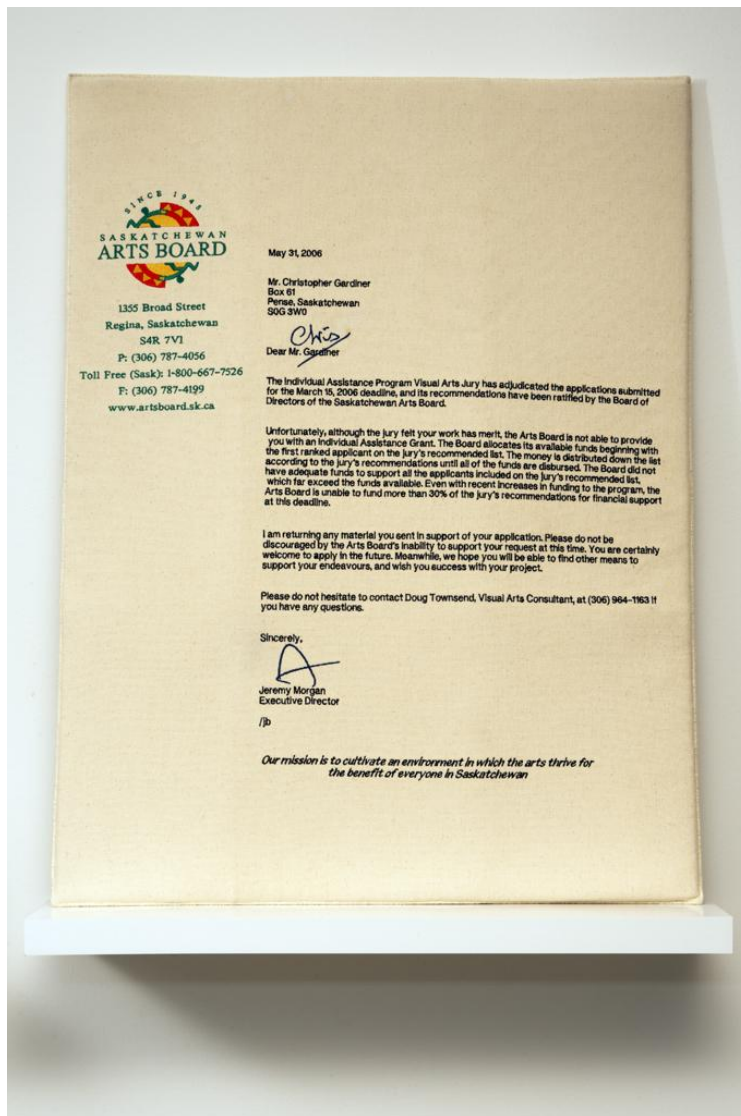 SINCE 1948
SASKATCHEWAN
ARTS BOARD
1355 Broad Street
Regina, Saskatchewan
S4R 7V1
P: (306) 787-4056
Toll Free (Sask): 1-800-667-7526
F: (306) 787-4199
www.artsboard.sk.ca
May 31, 2006
Mr. Christopher Gardiner
Box 61
Pense, Saskatchewan
S0G 3W0
Chris
Dear Mr. Gardiner
The Individual Assistance Program Visual Arts Jury has adjudicated the applications submitted
for the March 15, 2006 deadline, and its recommendations have been ratified by the Board of
Directors of the Saskatchewan Arts Board.
Unfortunately, although the jury felt your work has merit, the Arts Board is not able to provide
you with an Individual Assistance Grant. The Board allocates its available funds beginning with
the first ranked applicant on the jury's recommended list. The money is distributed down the list
according to the jury's recommendations until all of the funds are disbursed. The Board did not
have adequate funds to support all the applicants included on the jury's recommended list,
which far exceed the funds available. Even with recent increases in funding to the program, the
Arts Board is unable to fund more than 30% of the jury's recommendations for financial support
at this deadline.
I am returning any material you sent in support of your application. Please do not be
discouraged by the Arts Board's inability to support your request at this time. You are certainly
welcome to apply in the future. Meanwhile, we hope you will be able to find other means to
support your endeavours, and wish you success with your project.
Please do not hesitate to contact Doug Townsend, Visual Arts Consultant, at (306) 964-1163 if
you have any questions.
Sincerely,
Jeremy Morgan
Executive Director
/jb
Our mission is to cultivate an environment in which the arts thrive for
the benefit of everyone in Saskatchewan